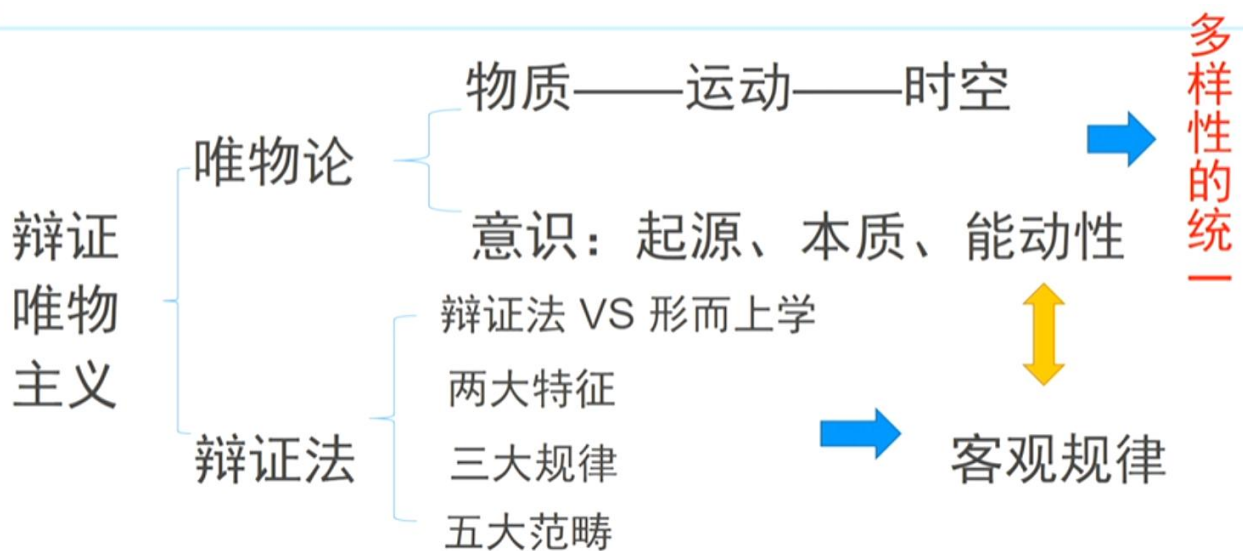 多样性的统一
物质——运动——时空
唯物论
意识：起源、本质、能动性
辩证
唯物
主义
辩证法 VS 形而上学
两大特征
辩证法
三大规律
客观规律
五大范畴